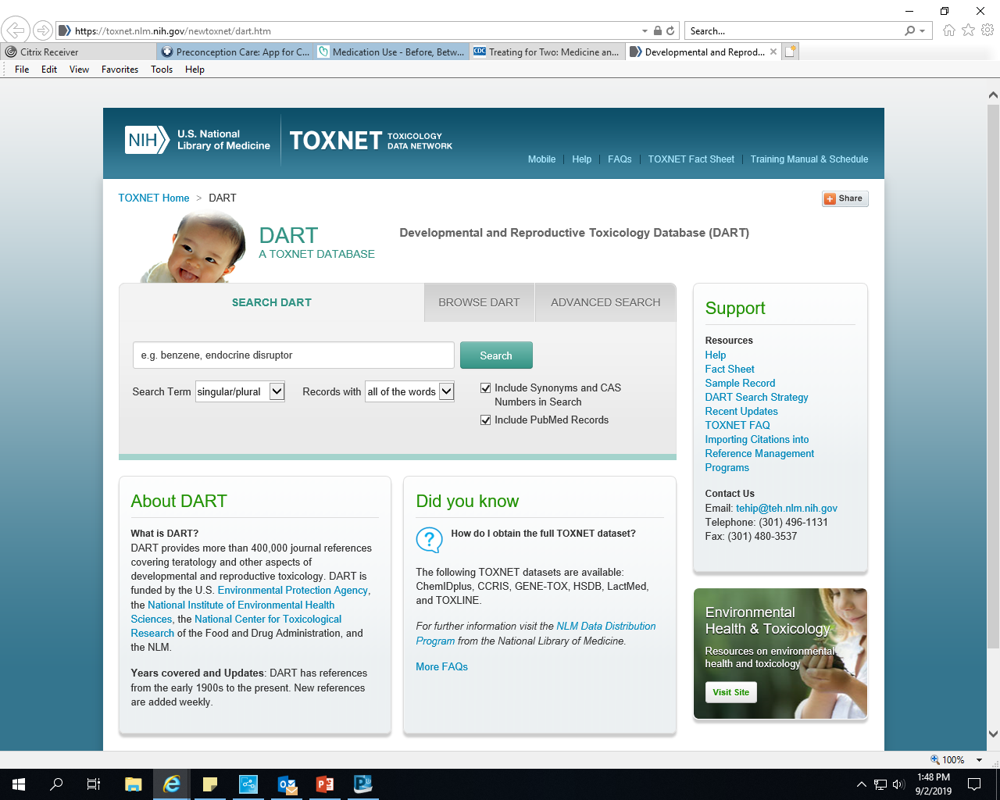 https://toxnet.nlm.nih.gov/newtoxnet/dart.htm
Search...
Citrix Receiver
Preconception Care: App for C...
Medication Use - Before, Betw...
CDC
Treating for Two: Medicine an...
Developmental and Reprod...
File Edit View Favorites Tools Help
NIH
U.S. National
Library of Medicine
TOXNET
TOXICOLOGY
DATA NETWORK
Mobile Help FAQs TOXNET Fact Sheet Training Manual & Schedule
TOXNET Home > DART
Share
DART
A TOXNET DATABASE
Developmental and Reproductive Toxicology Database (DART)
SEARCH DART
BROWSE DART
ADVANCED SEARCH
e.g. benzene, endocrine disruptor
Search
Search Term singular/plural
Records with all of the words
Include Synonyms and CAS
Numbers in Search
Include PubMed Records
Support
Resources
Help
Fact Sheet
Sample Record
DART Search Strategy
Recent Updates
TOXNET FAQ
Importing Citations into
Reference Management
Programs
Contact Us
Email: tehip@teh.nlm.nih.gov
Telephone: (301) 496-1131
Fax: (301) 480-3537
About DART
What is DART?
DART provides more than 400,000 journal references
covering teratology and other aspects of
developmental and reproductive toxicology. DART is
funded by the U.S. Environmental Protection Agency,
the National Institute of Environmental Health
Sciences, the National Center for Toxicological
Research of the Food and Drug Administration, and
the NLM.
Years covered and Updates: DART has references
from the early 1900s to the present. New references
are added weekly.
Did you know
How do I obtain the full TOXNET dataset?
The following TOXNET datasets are available:
ChemIDplus, CCRIS, GENE-TOX, HSDB, LactMed,
and TOXLINE.
For further information visit the NLM Data Distribution
Program from the National Library of Medicine.
More FAQs
Environmental
Health & Toxicology
Resources on environmental
health and toxicology
Visit Site
100%
1:48 PM
9/2/2019